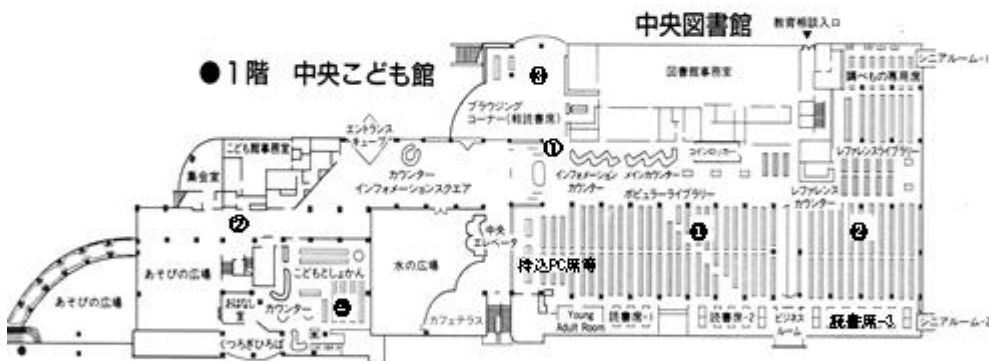 中央図書館
教育相談入口
●1階 中央こども館
❸
図書館事務室
シニアルーム-1
調べもの専用席
ブラウジング
コーナー(軽読書席)
エントランス
キューブ
こども館事務室
①
コインロッカー
レファレンスライブラリー
カウンター
インフォメーションスクエア
インフォメーション
カウンター
メインカウンター
集会室
ポピュラーライブラリー
レファレンス
カウンター
②
❶
❷
中央
エレベータ
あそびの広場
こどもとしょかん
水の広場
持込PC席等
あそびの広場
おはなし
室
カウンター
カフェテラス
Young
Adult Room
読書席-1
読書席-2
ビジネス
ルーム
読書席-3
シニアルーム-2
くつろぎひろば